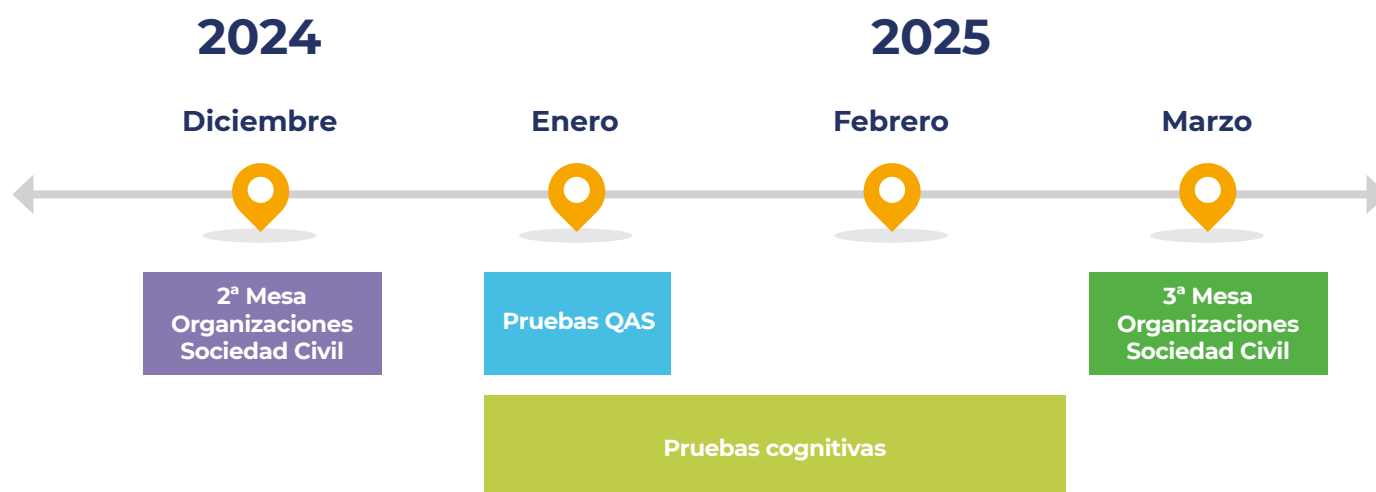 2024
2025
Diciembre
Enero
Febrero
Marzo
2ª Mesa
Organizaciones
Sociedad Civil
Pruebas QAS
3ª Mesa
Organizaciones
Sociedad Civil
Pruebas cognitivas